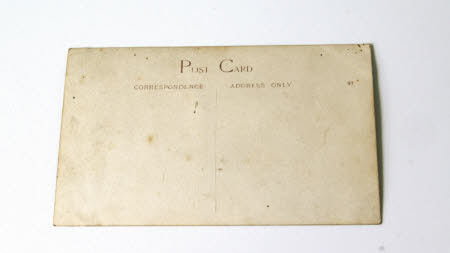 POST CARD
CORRESPONDENCE ADDRESS ONLY